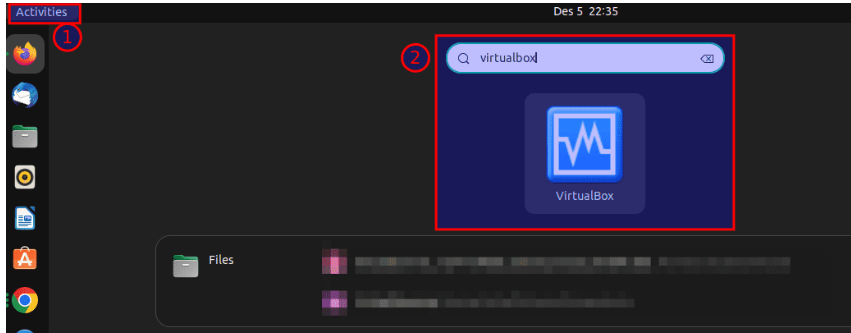 Activities
Des 5 22:35
1
2
virtualbox
VirtualBox
Files